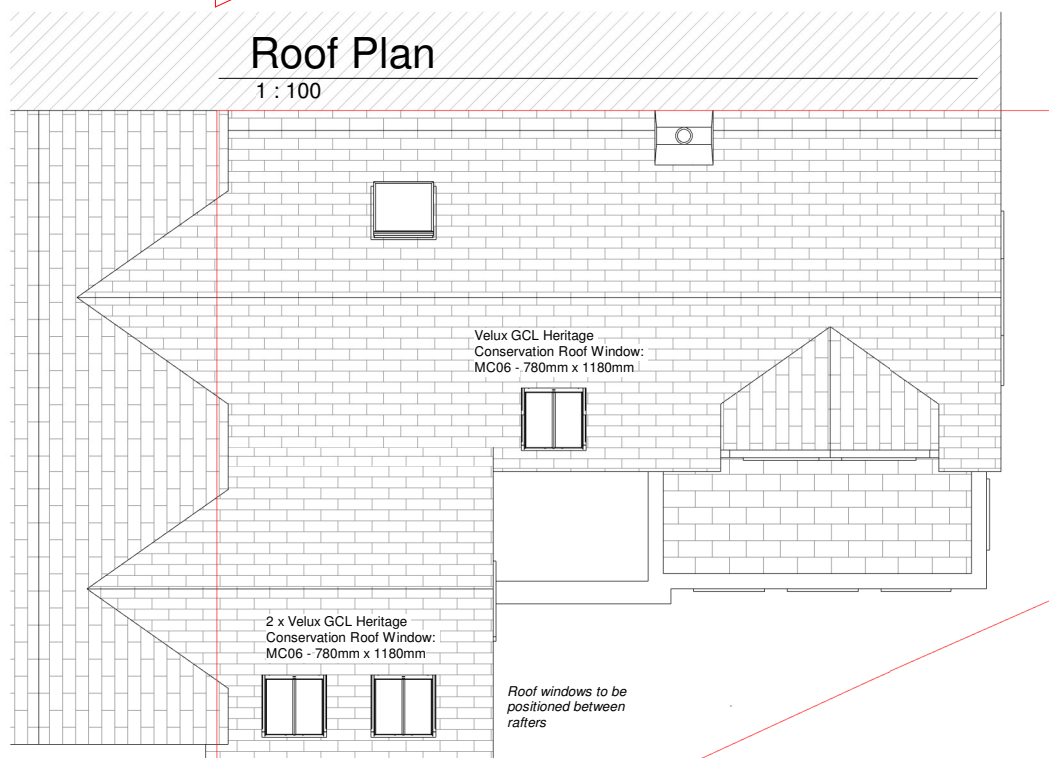 Roof Plan
1 : 100
Velux GCL Heritage
Conservation Roof Window:
MC06 - 780mm x 1180mm
2 x Velux GCL Heritage
Conservation Roof Window:
MC06 - 780mm x 1180mm
Roof windows to be
positioned between
rafters